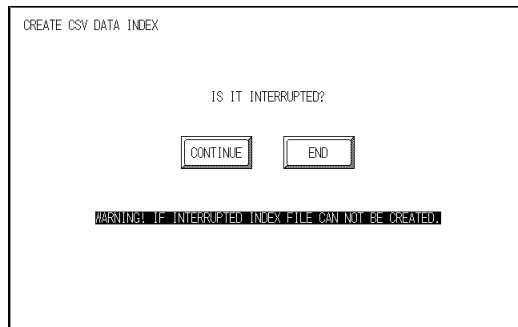 CREATE CSV DATA INDEX
IS IT INTERRUPTED?
CONTINUE END
WARNING! IF INTERRUPTED INDEX FILE CAN NOT BE CREATED.